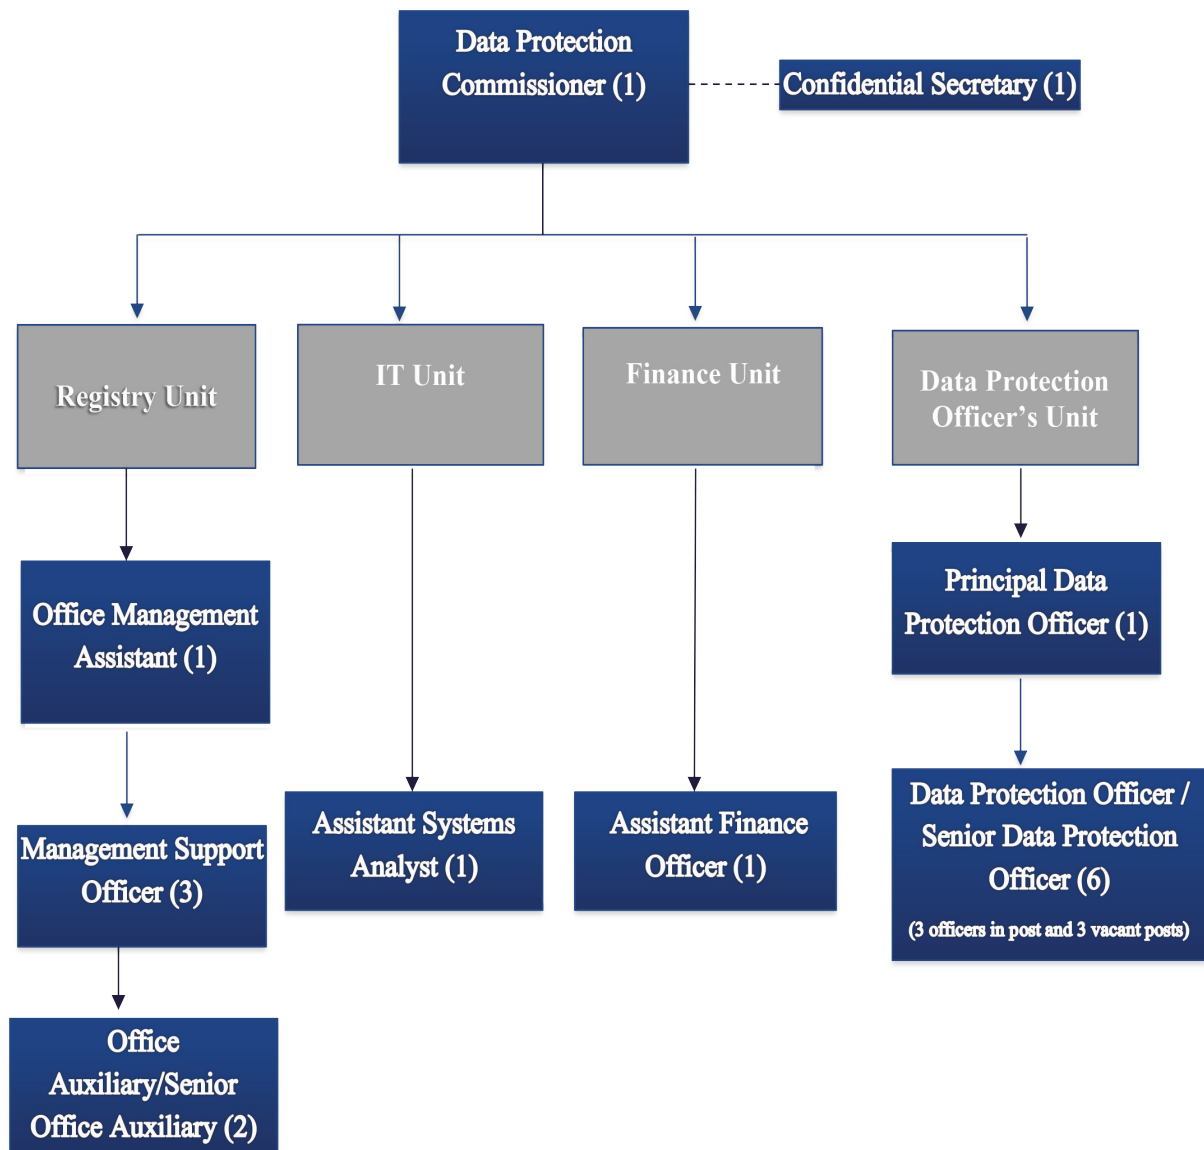 Data Protection
Commissioner (1)
Confidential Secretary (1)
Registry Unit
IT Unit
Finance Unit
Data Protection
Officer’s Unit
Office Management
Assistant (1)
Principal Data
Protection Officer (1)
Management Support
Officer (3)
Assistant Systems
Analyst (1)
Assistant Finance
Officer (1)
Data Protection Officer /
Senior Data Protection
Officer (6)
(3 officers in post and 3 vacant posts)
Office
Auxiliary/Senior
Office Auxiliary (2)